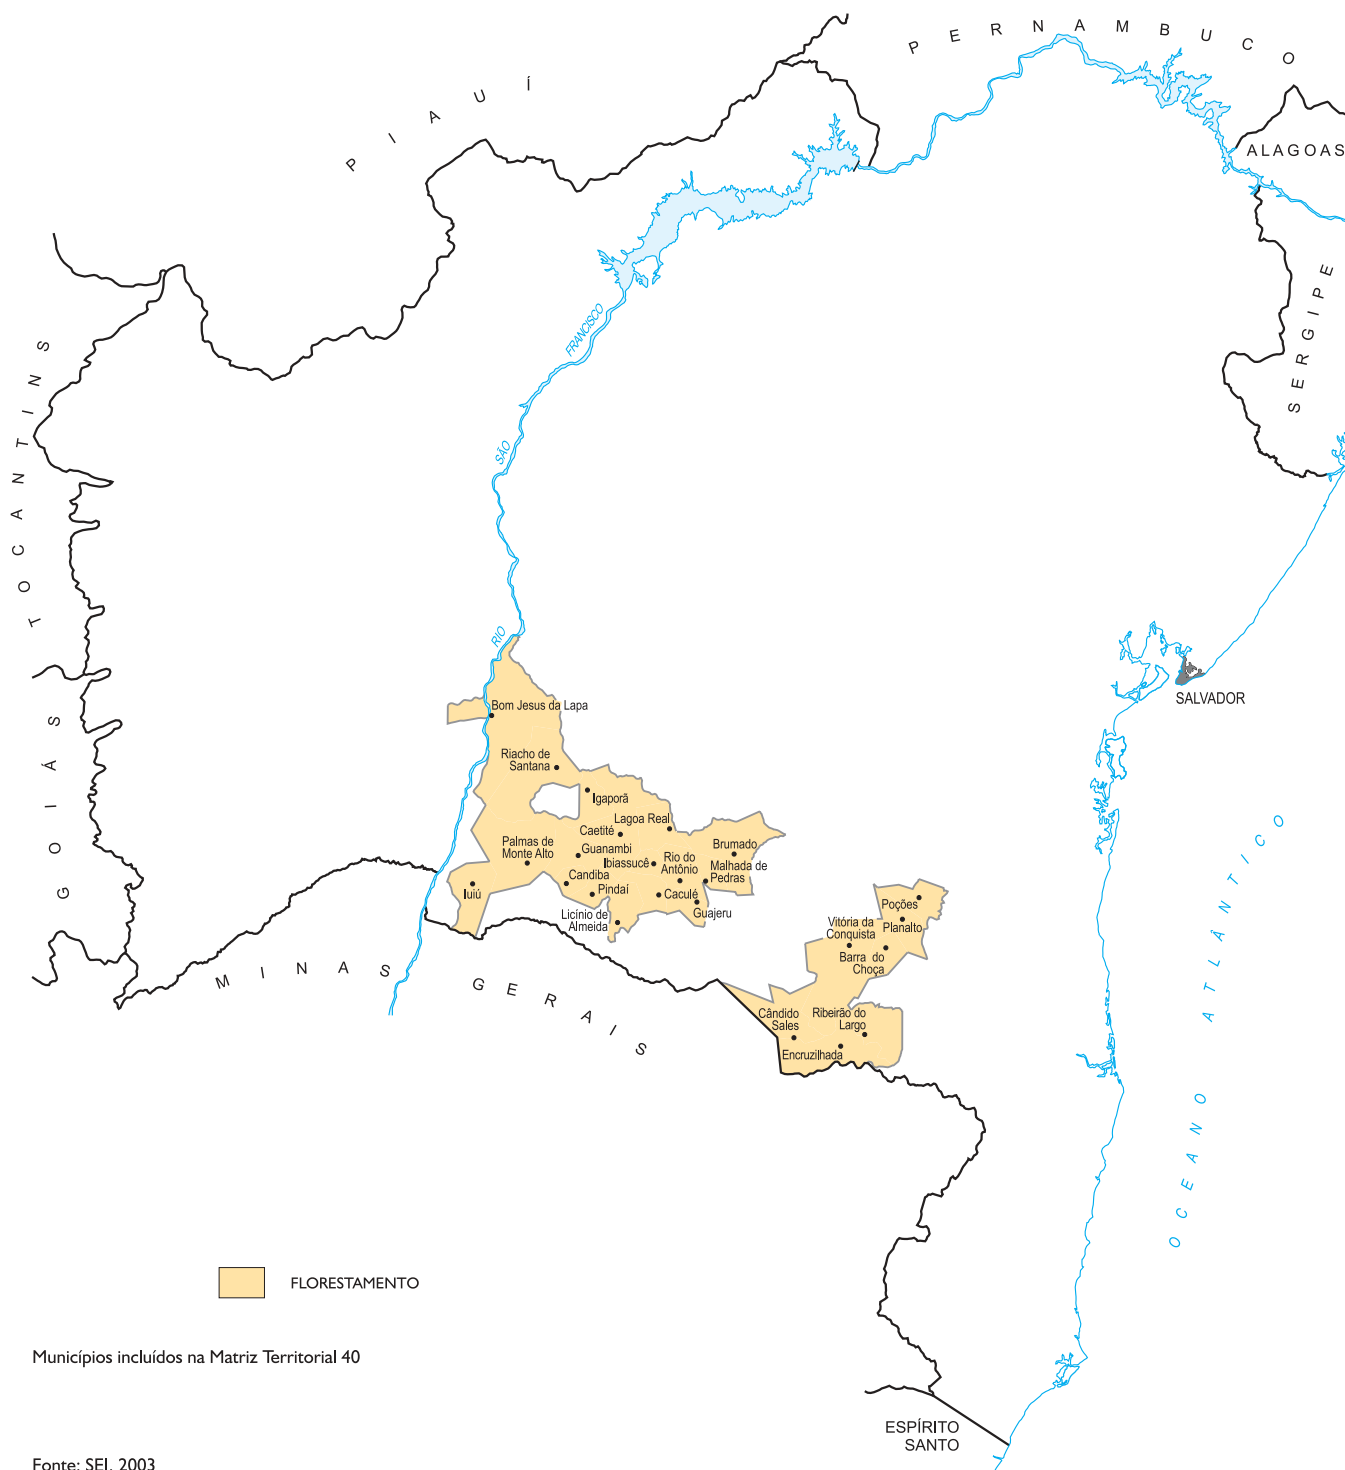 PERNAMBUCO
PIAUÍ
ALAGOAS
SERGIPE
TOCANTINS
FRANCISCO
SÃO
RIO
SALVADOR
GOIÁS
Bom Jesus da Lapa
Riacho de
Santana
Igaporã
Lagoa Real
Caetité
Palmas de
Monte Alto
Guanambi
Ibiassucê
Rio do
Antônio
Brumado
Malhada de
Pedras
Iuiú
Candiba
Pindaí
Caculé
Guajeru
Licínio de
Almeida
Poções
Planalto
Vitória da
Conquista
Barra do
Choça
Cândido
Sales
Ribeirão do
Largo
Encruzilhada
MINAS GERAIS
OCEANO ATLÂNTICO
FLORESTAMENTO
Municípios incluídos na Matriz Territorial 40
ESPÍRITO
SANTO
Fonte: SEI, 2003